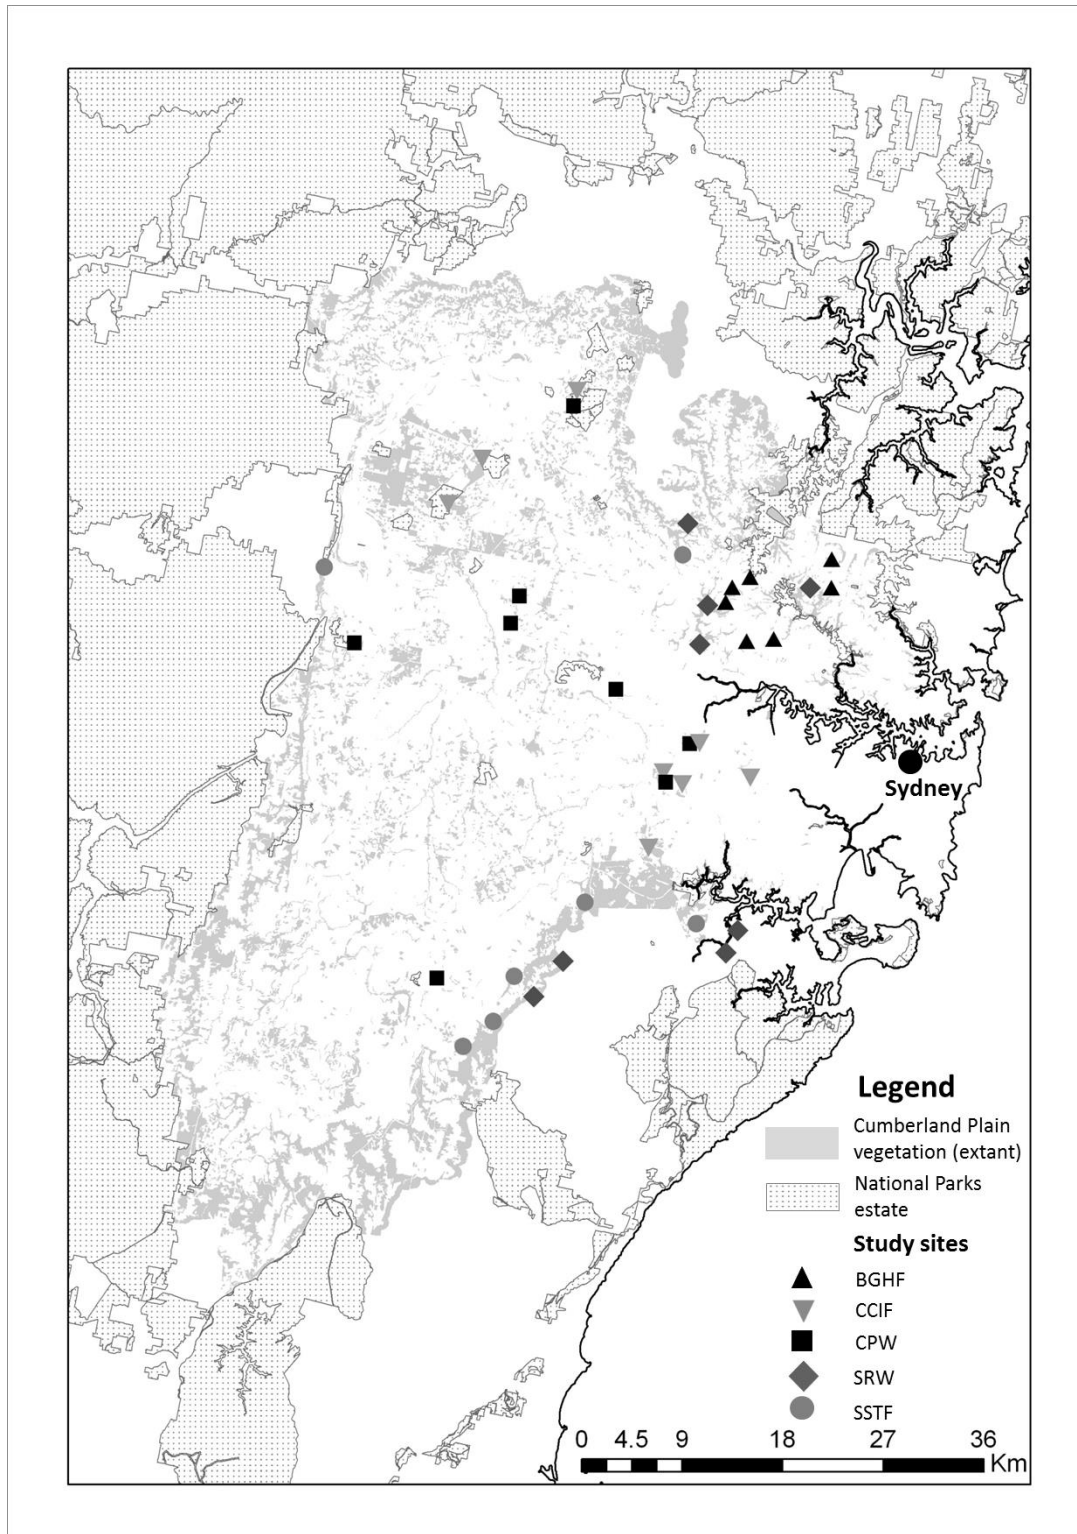 Sydney
Legend
Cumberland Plain
vegetation (extant)
National Parks
estate
Study sites
BGHF
CCIF
CPW
SRW
SSTF
0 4.5 9 18 27 36
Km